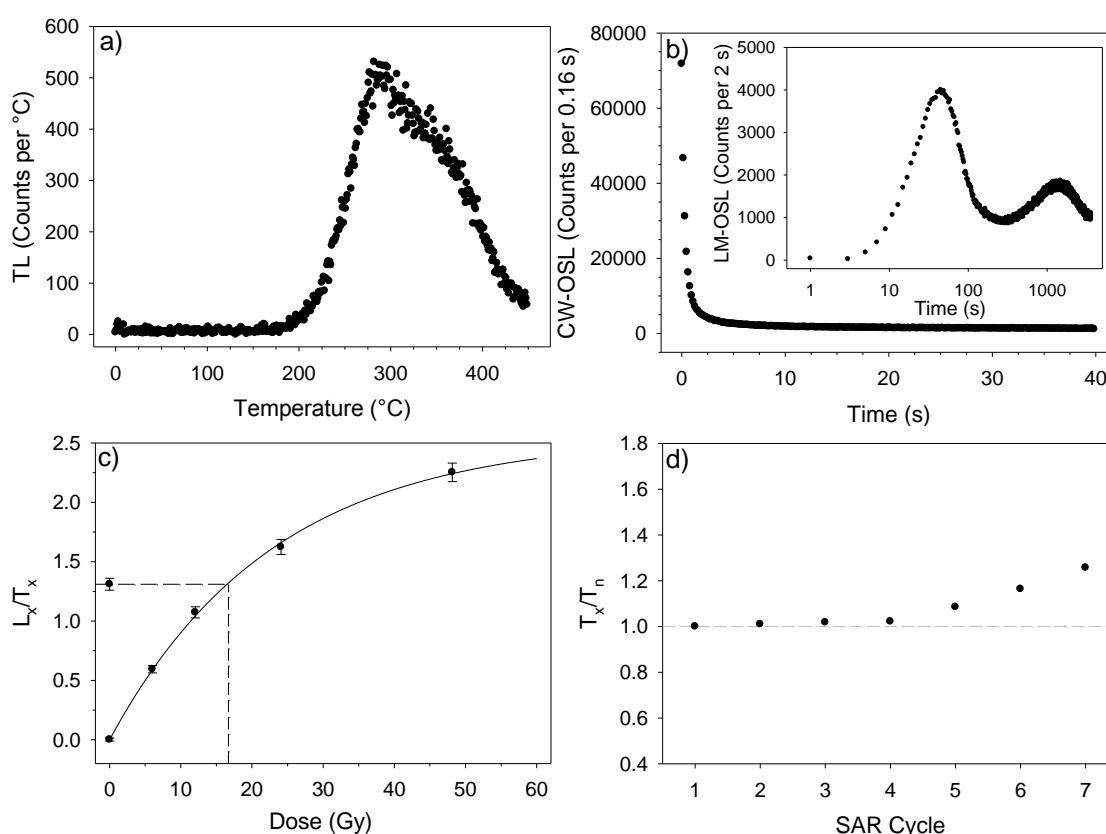 a)
600
500
400
300
200
100
0
TL (Counts per °C)
0 100 200 300 400
Temperature (°C)
b)
80000
70000
60000
50000
40000
30000
20000
10000
0
CW-OSL (Counts per 0.16 s)
0 10 20 30 40
Time (s)
5000
4000
3000
2000
1000
0
LM-OSL (Counts per 2 s)
1 10 100 1000
Time (s)
c)
2.5
2.0
1.5
1.0
0.5
0.0
Lx/Tx
0 10 20 30 40 50 60
Dose (Gy)
d)
1.8
1.6
1.4
1.2
1.0
0.8
0.6
0.4
Tx/Tn
1 2 3 4 5 6 7
SAR Cycle